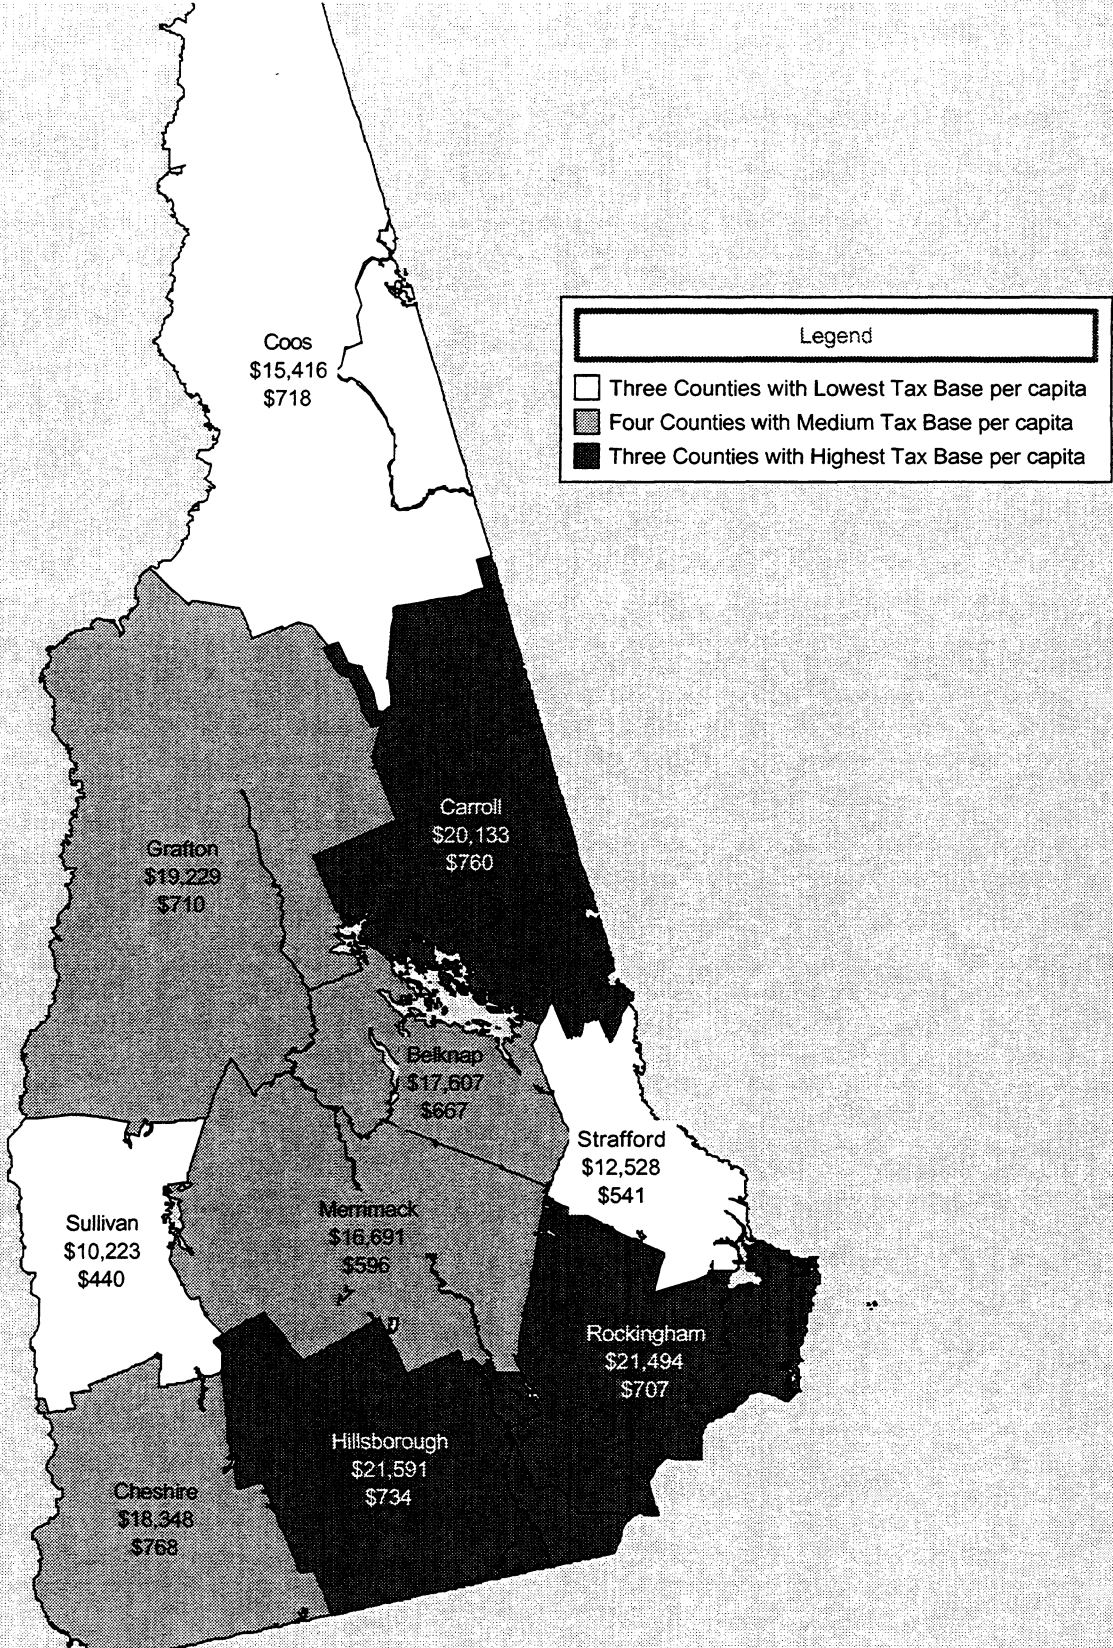 Legend
Three Counties with Lowest Tax Base per capita
Four Counties with Medium Tax Base per capita
Three Counties with Highest Tax Base per capita
Coos
$15,416
$718
Carroll
$20,133
$760
Grafton
$19,229
$710
Belknap
$17,607
$667
Strafford
$12,528
$541
Merrimack
$16,691
$596
Sullivan
$10,223
$440
Rockingham
$21,494
$707
Hillsborough
$21,591
$734
Cheshire
$18,348
$768